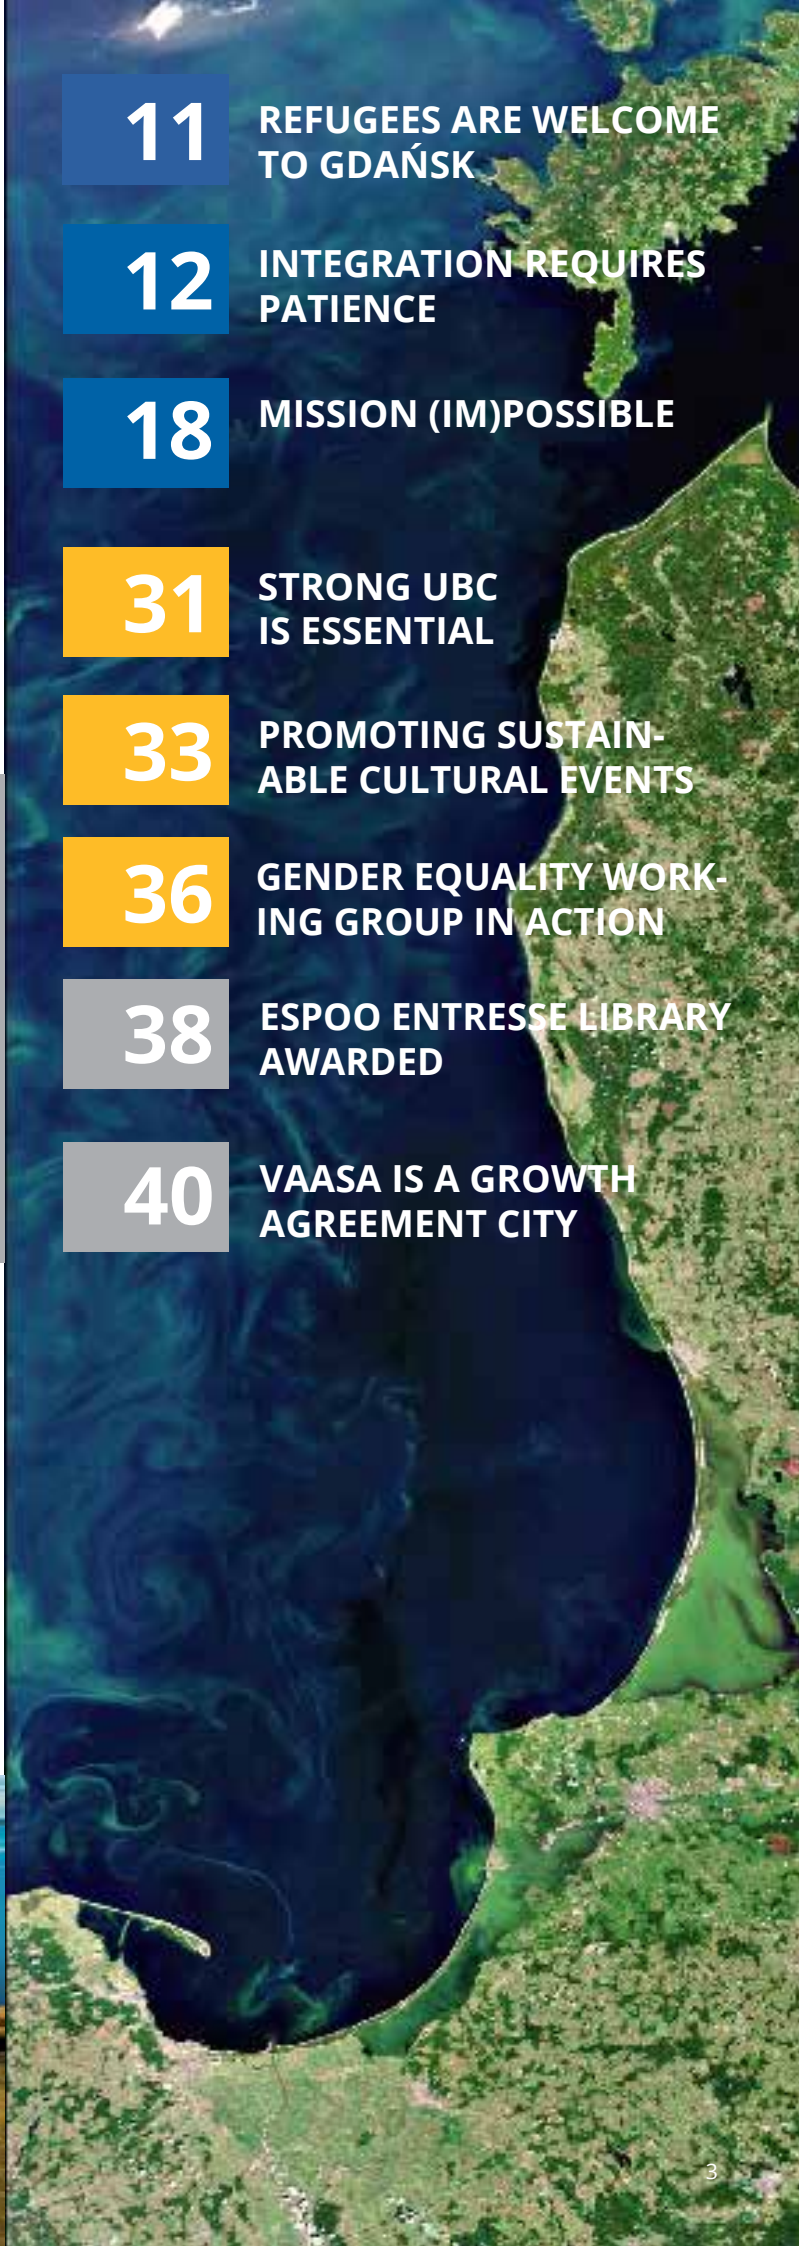 11
REFUGEES ARE WELCOME
TO GDAŃSK
12
INTEGRATION REQUIRES
PATIENCE
18
MISSION (IM)POSSIBLE
31
STRONG UBC
IS ESSENTIAL
33
PROMOTING SUSTAIN-
ABLE CULTURAL EVENTS
36
GENDER EQUALITY WORK-
ING GROUP IN ACTION
38
ESPOO ENTRESSE LIBRARY
AWARDED
40
VAASA IS A GROWTH
AGREEMENT CITY
3